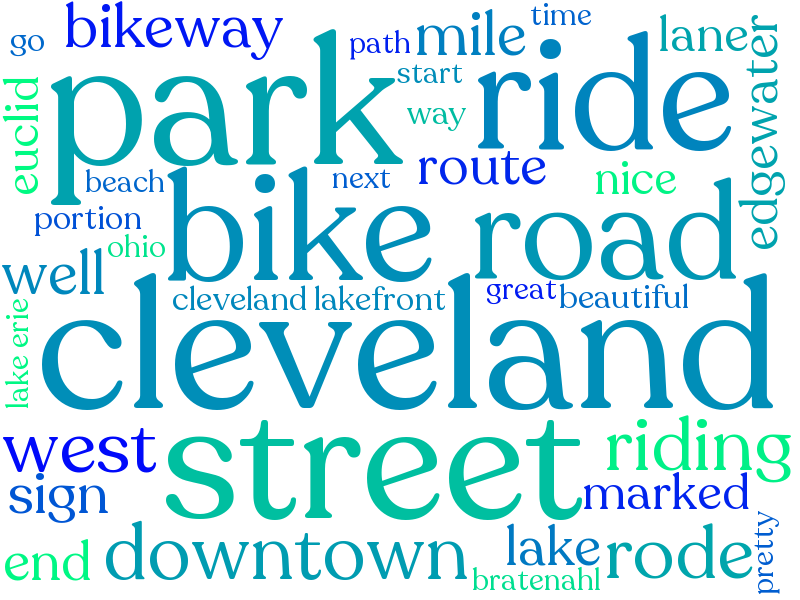 go
bikeway
path
mile
time
lane
euclid
park
start
way
ride
edgewater
beach
next
route
nice
portion
ohio
bike
road
well
cleveland lakefront
great
beautiful
lake erie
cleveland
west
street
riding
sign
marked
end
downtown
lake
rode
pretty
bratenahl